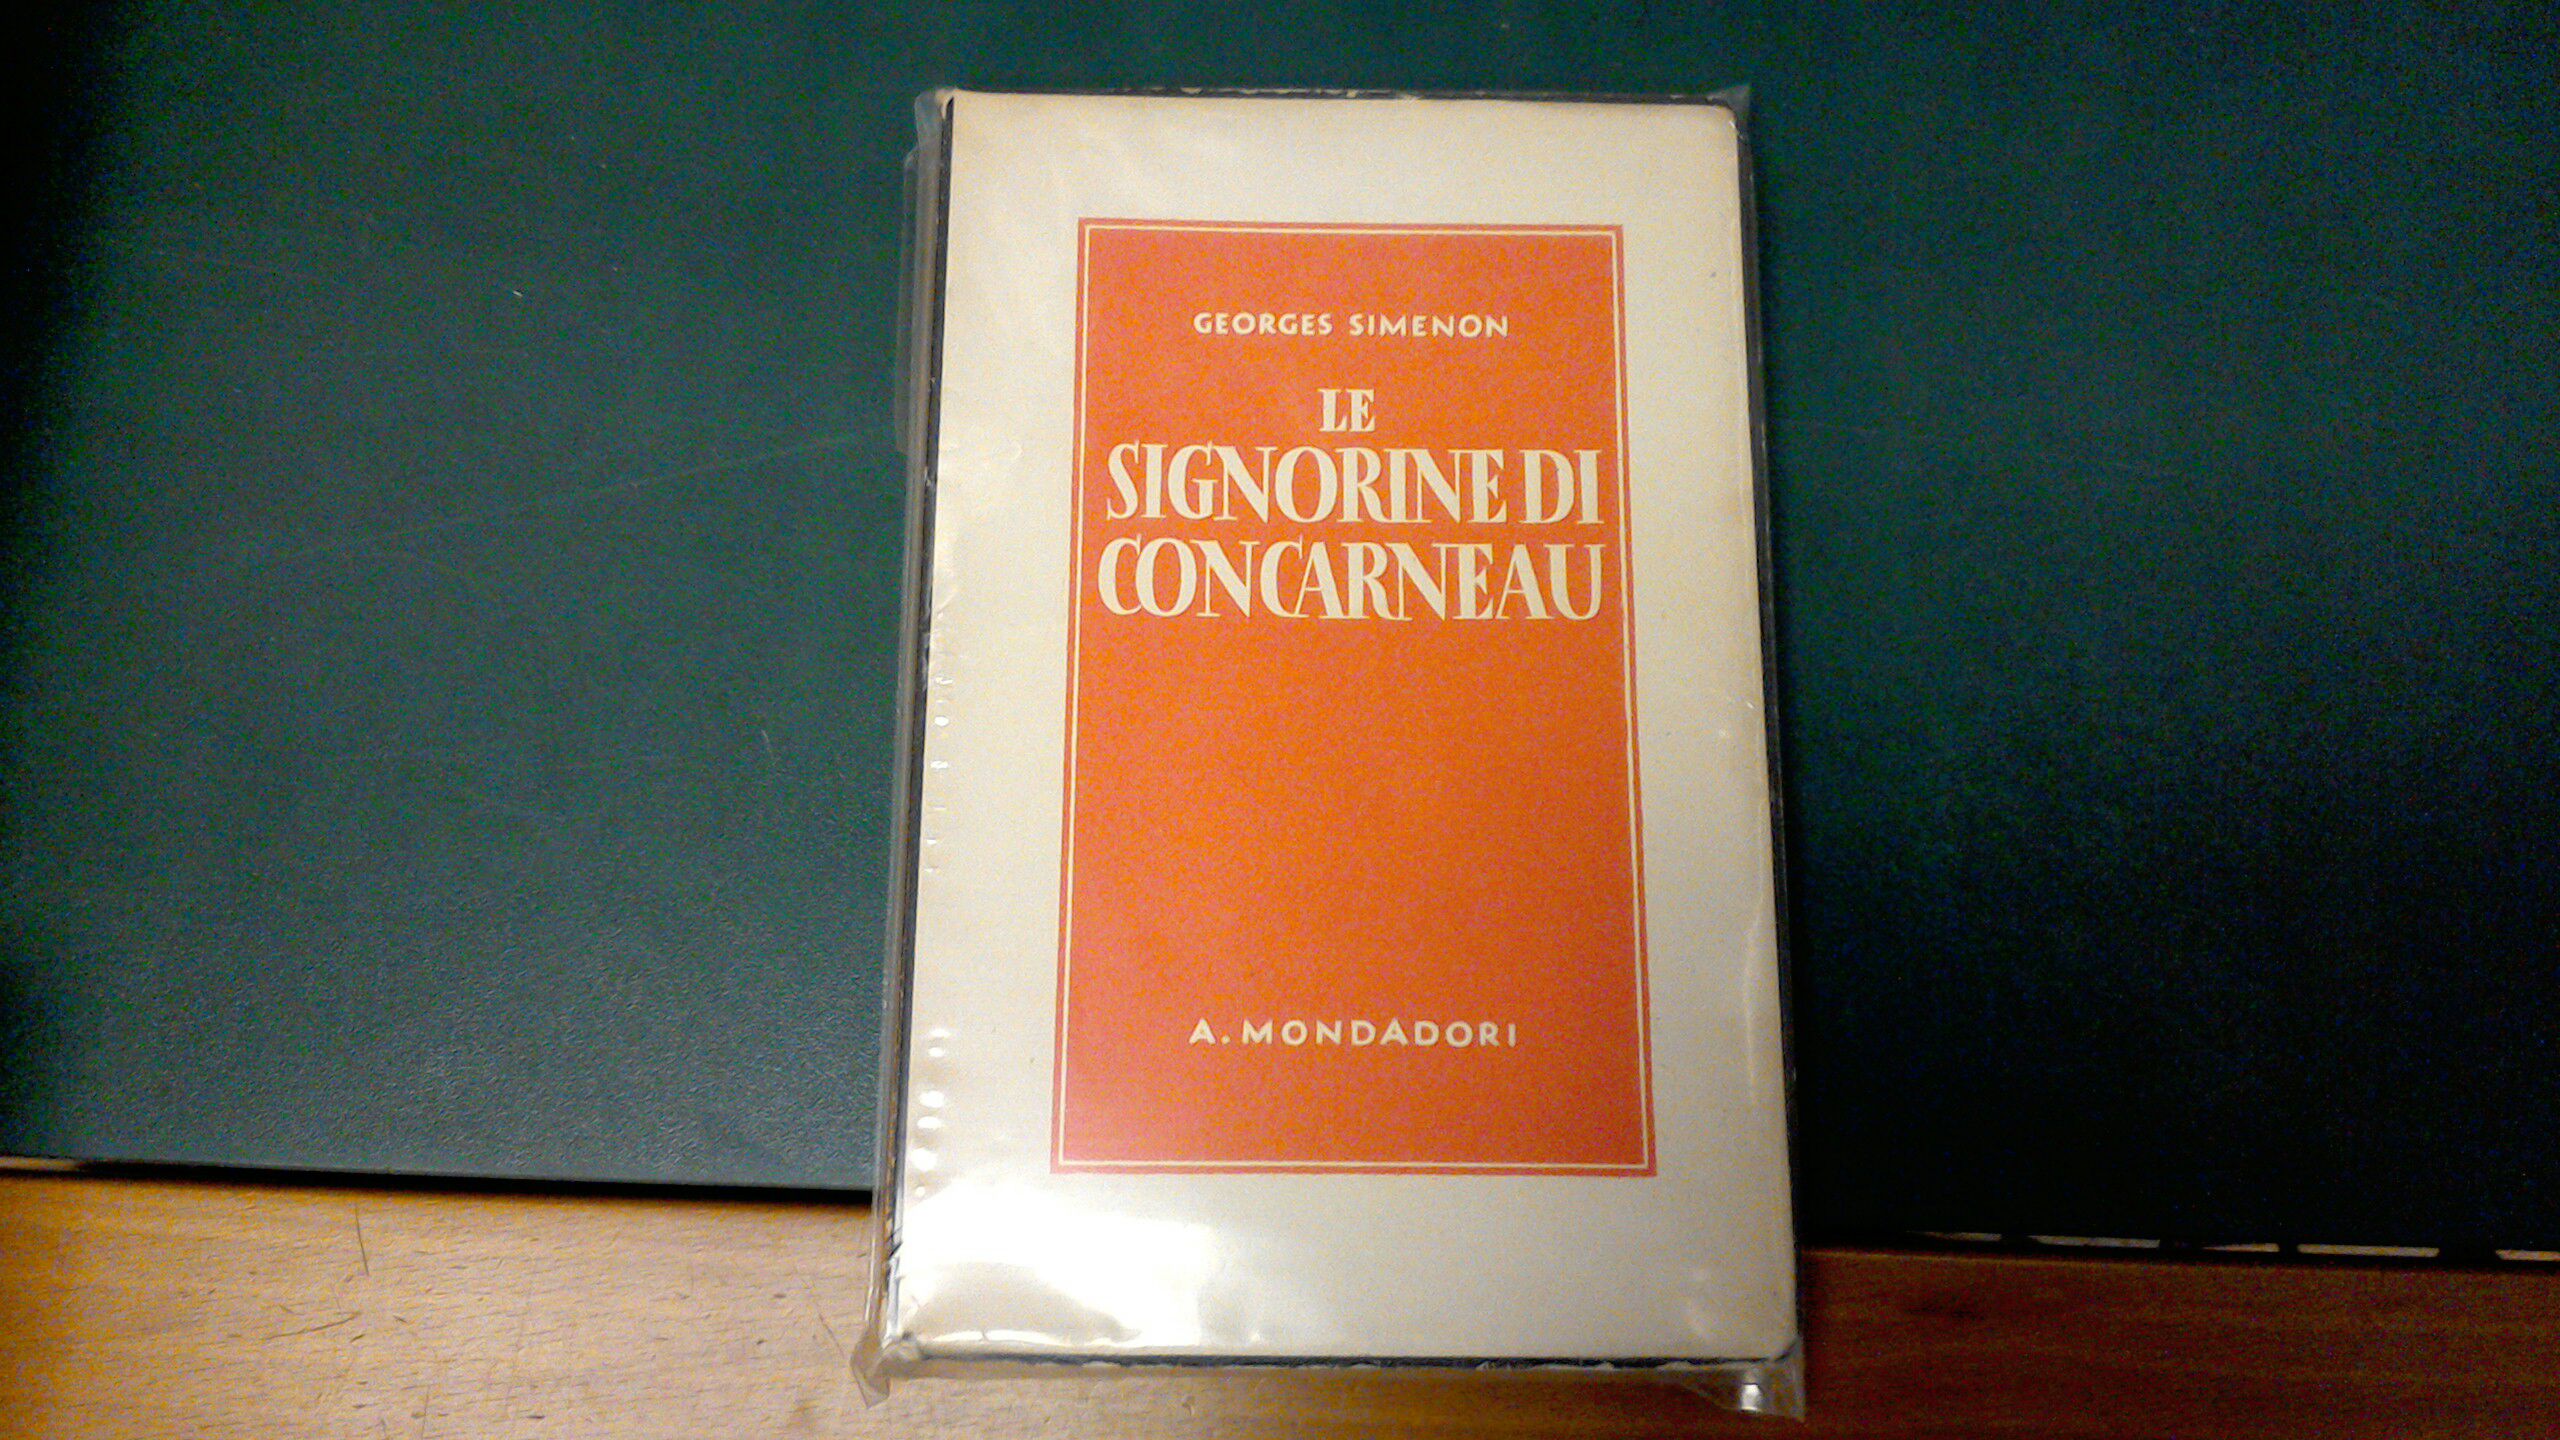 GEORGES SIMENON
LE
SIGNORINE DI
CONCARNEAU
A. MONDADORI